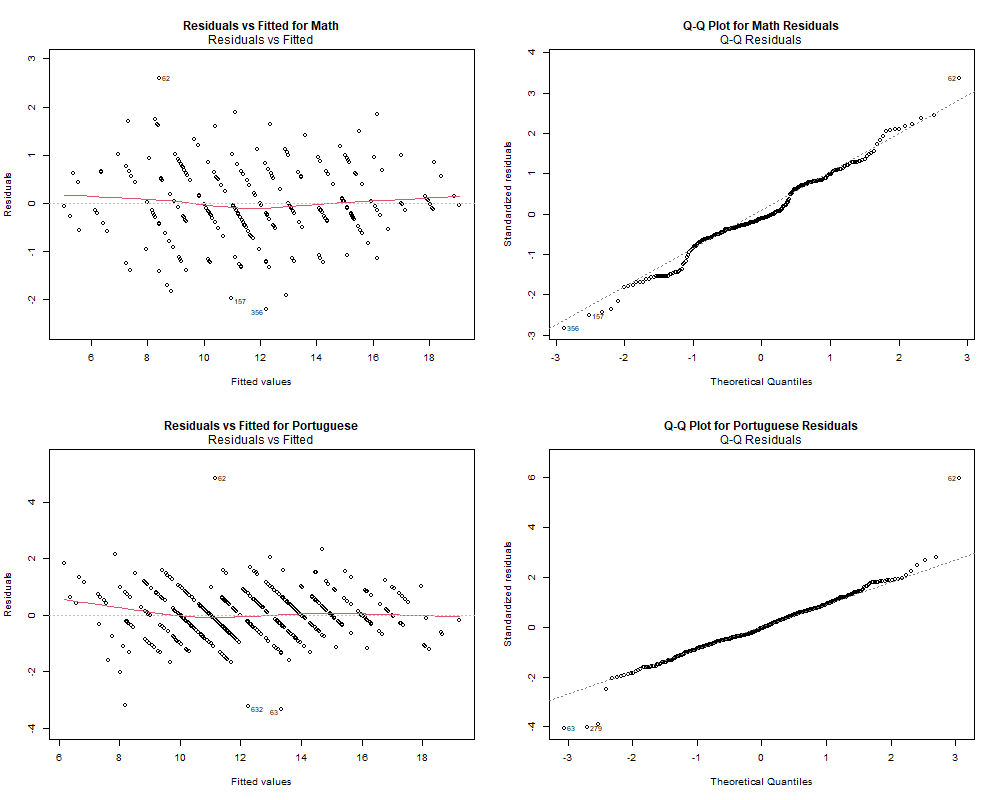 Residuals vs Fitted for Math
Residuals vs Fitted
3
2
1
0
-1
-2
Residuals
62
157
356
6 8 10 12 14 16 18
Fitted values
Q-Q Plot for Math Residuals
Q-Q Residuals
4
3
2
1
0
-1
-2
-3
Standardized residuals
62
157
356
-3 -2 -1 0 1 2 3
Theoretical Quantiles
Residuals vs Fitted for Portuguese
Residuals vs Fitted
4
2
0
-2
-4
Residuals
62
632 63
6 8 10 12 14 16 18
Fitted values
Q-Q Plot for Portuguese Residuals
Q-Q Residuals
6
4
2
0
-2
-4
Standardized residuals
62
63 279
-3 -2 -1 0 1 2 3
Theoretical Quantiles